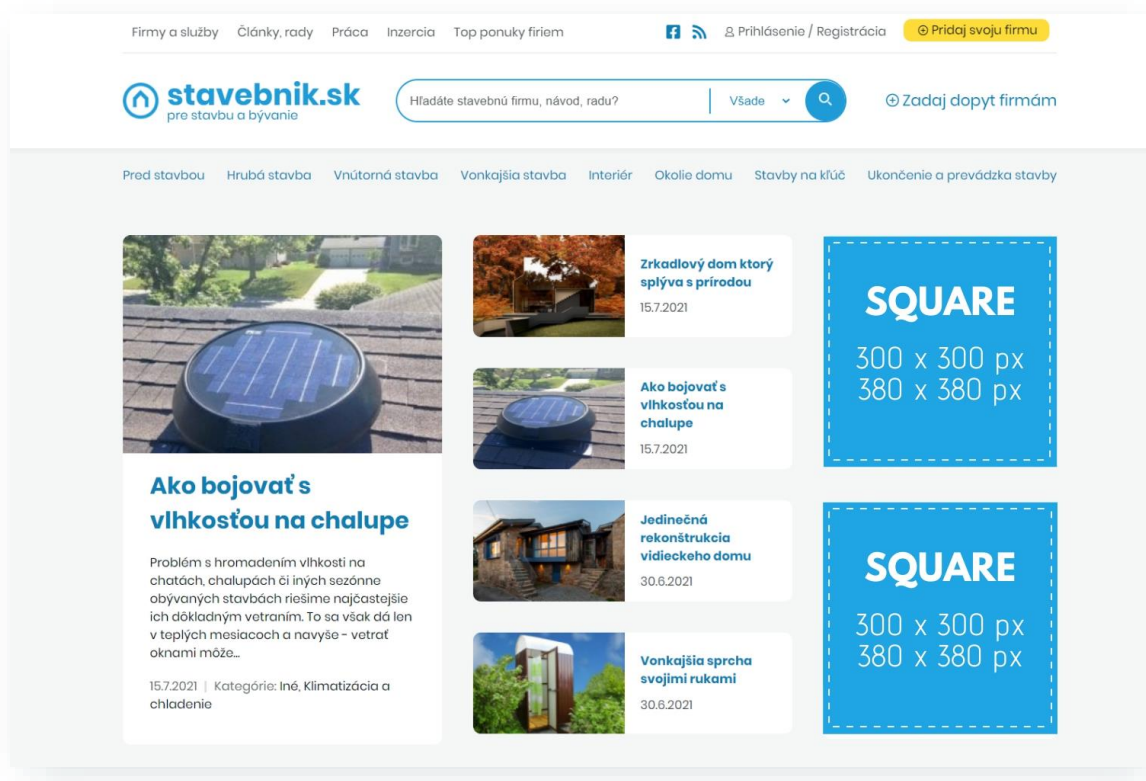 Firmy a služby Články, rady Práca Inzercia Top ponuky firiem Prihlásenie / Registrácia Pridaj svoju firmu
stavebnik.sk
pre stavbu a bývanie
Hľadáte stavebnú firmu, návod, radu? Všade
Zadaj dopyt firmám
Pred stavbou Hrubá stavba Vnútorná stavba Vonkajšia stavba Interiér Okolie domu Stavby na kľúč Ukončenie a prevádzka stavby
Ako bojovať s
vlhkosťou na chalupe
Problém s hromadením vlhkosti na
chatách, chalupách či iných sezónne
obývaných stavbách riešime najčastejšie
ich dôkladným vetraním. To sa však dá len
v teplých mesiacoch a navyše - vetrať
oknami môže...
15.7.2021 | Kategórie: Iné, Klimatizácia a
chladenie
Zrkadlový dom ktorý
splýva s prírodou
15.7.2021
Ako bojovať s
vlhkosťou na
chalupe
15.7.2021
Jedinečná
rekonštrukcia
vidieckeho domu
30.6.2021
Vonkajšia sprcha
svojimi rukami
30.6.2021
SQUARE
300 x 300 px
380 x 380 px
SQUARE
300 x 300 px
380 x 380 px